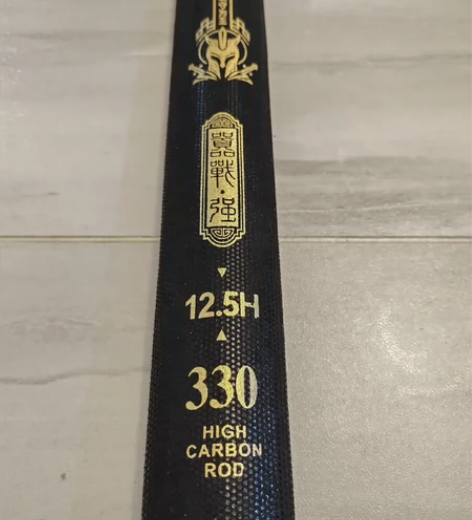 戰·强
12.5H
330
HIGH
CARBON
ROD